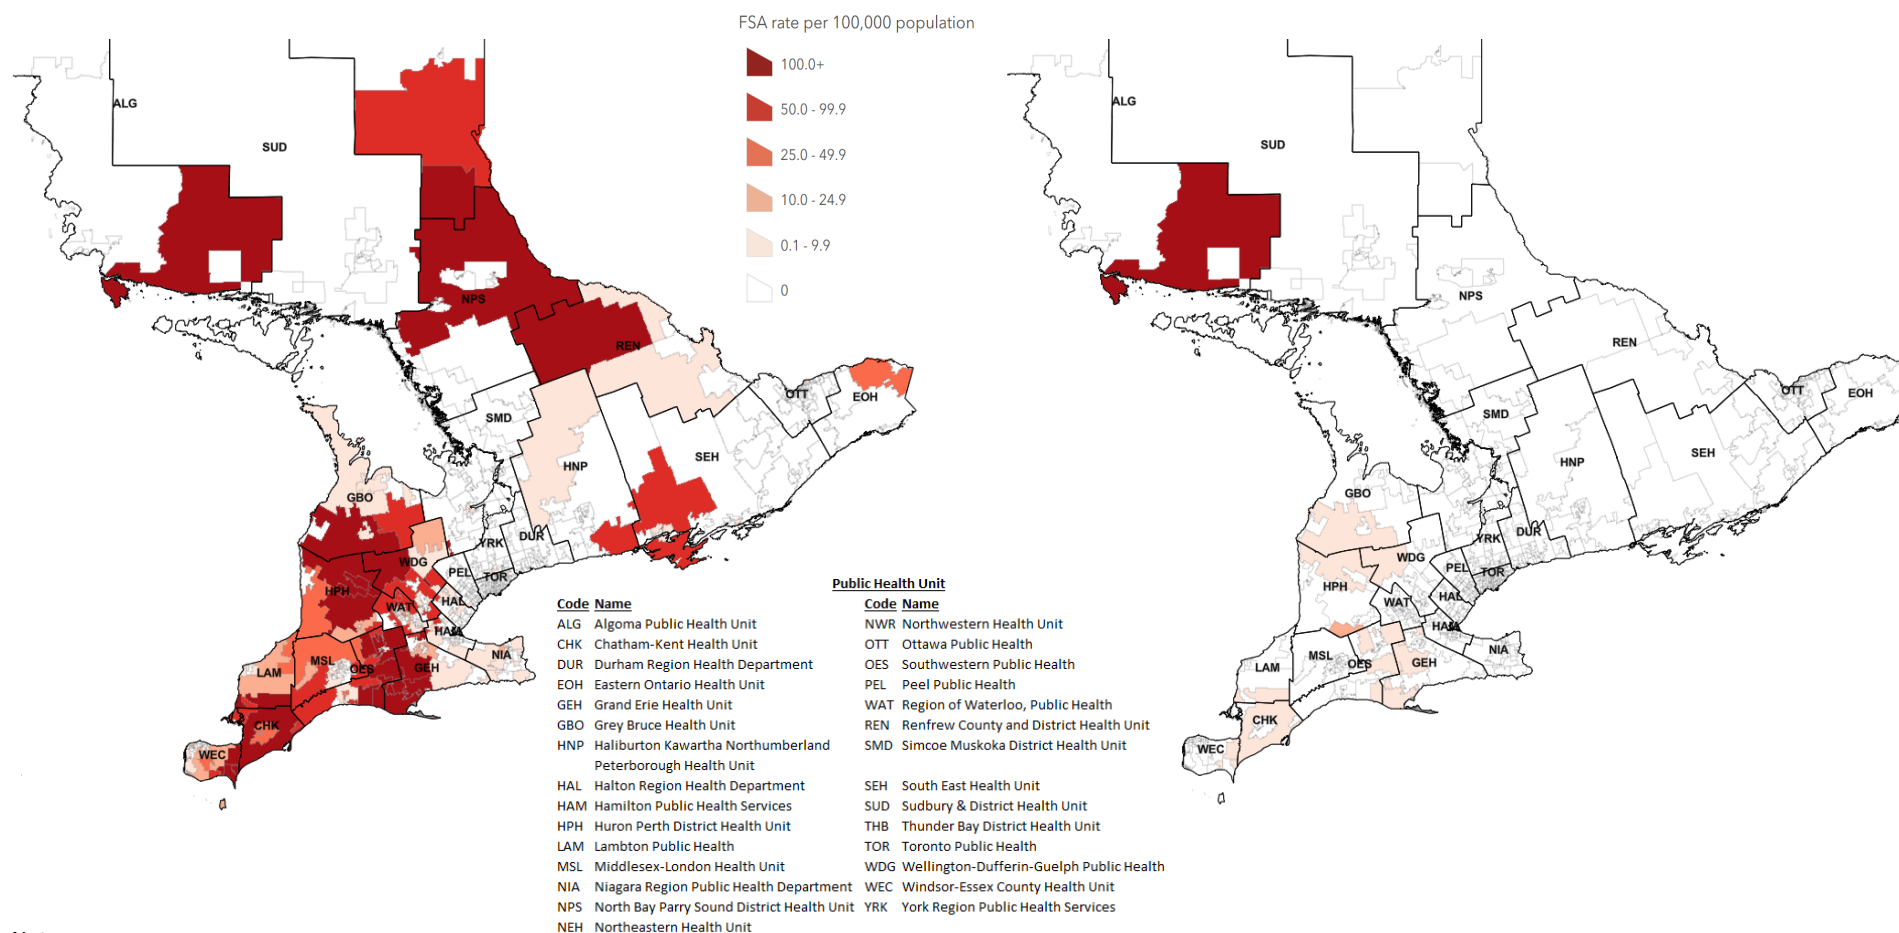 FSA rate per 100,000 population
100.0+
50.0 - 99.9
25.0 - 49.9
10.0 - 24.9
0.1 - 9.9
0
ALG
SUD
NPS
REN
OTT
EOH
SMD
HNP
SEH
GBO
YRK
DUR
WDG
PEL
TOR
HPH
WAT
HAL
HAM
NIA
MSL
OES
GEH
LAM
CHK
WEC
ALG
SUD
NPS
REN
OTT
EOH
SMD
HNP
SEH
GBO
YRK
DUR
WDG
PEL
TOR
HPH
WAT
HAL
HAM
NIA
MSL
OES
GEH
LAM
CHK
WEC
Public Health Unit
Code Name
ALG Algoma Public Health Unit
CHK Chatham-Kent Health Unit
DUR Durham Region Health Department
EOH Eastern Ontario Health Unit
GEH Grand Erie Health Unit
GBO Grey Bruce Health Unit
HNP Haliburton Kawartha Northumberland
Peterborough Health Unit
HAL Halton Region Health Department
HAM Hamilton Public Health Services
HPH Huron Perth District Health Unit
LAM Lambton Public Health
MSL Middlesex-London Health Unit
NIA Niagara Region Public Health Department
NPS North Bay Parry Sound District Health Unit
NEH Northeastern Health Unit
Code Name
NWR Northwestern Health Unit
OTT Ottawa Public Health
OES Southwestern Public Health
PEL Peel Public Health
WAT Region of Waterloo, Public Health
REN Renfrew County and District Health Unit
SMD Simcoe Muskoka District Health Unit
SEH South East Health Unit
SUD Sudbury & District Health Unit
THB Thunder Bay District Health Unit
TOR Toronto Public Health
WDG Wellington-Dufferin-Guelph Public Health
WEC Windsor-Essex County Health Unit
YRK York Region Public Health Services